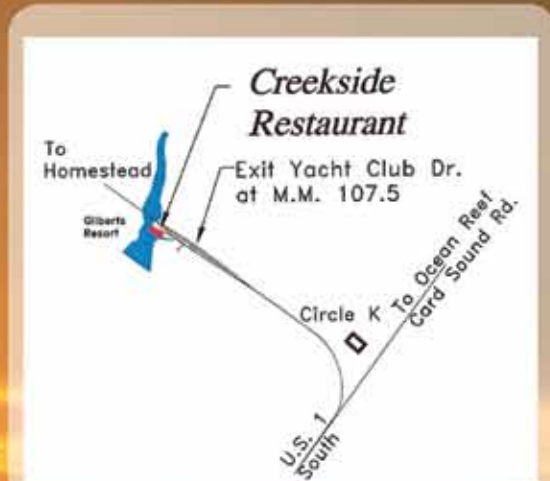 Creekside
Restaurant
To
Homestead
Exit Yacht Club Dr.
at M.M. 107.5
Gilberts
Resort
Circle K
To Ocean Reef
Card Sound Rd.
U.S. 1
South